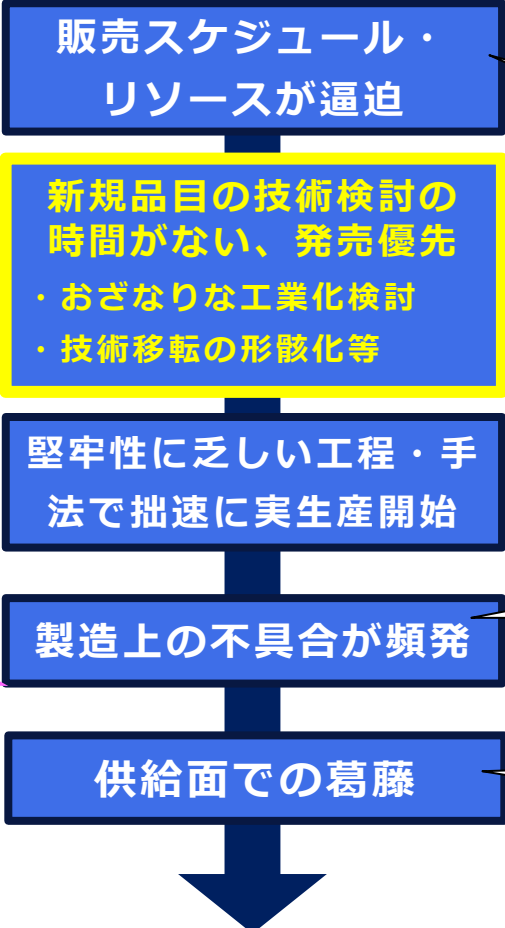 販売スケジュール・
リソースが逼迫
新規品目の技術検討の
時間がない、発売優先
・おざなりな工業化検討
・技術移転の形骸化等
堅牢性に乏しい工程・手
法で拙速に実生産開始
製造上の不具合が頻発
供給面での葛藤